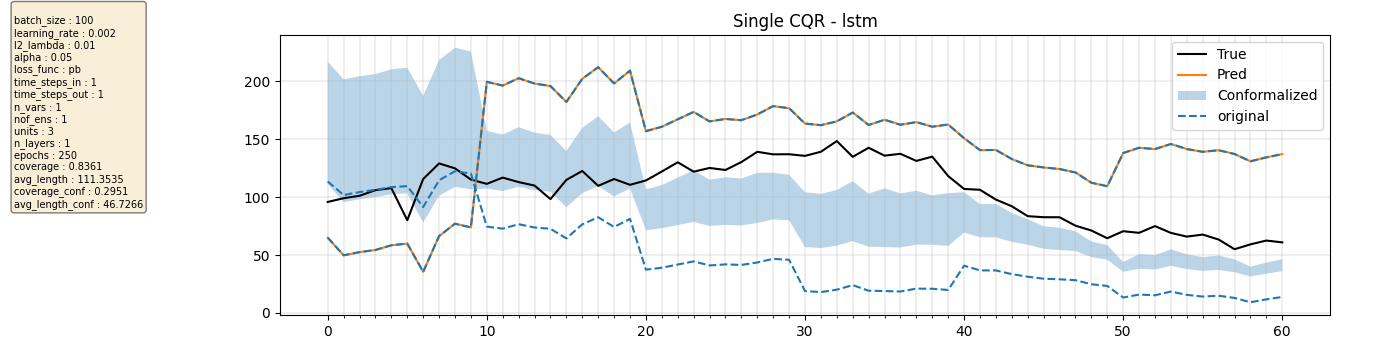 batch_size : 100
learning_rate : 0.002
l2_lambda : 0.01
alpha : 0.05
loss_func : pb
time_steps_in : 1
time_steps_out : 1
n_vars : 1
nof_ens : 1
units : 3
n_layers : 1
epochs : 250
coverage : 0.8361
avg_length : 111.3535
coverage_conf : 0.2951
avg_length_conf : 46.7266
Single CQR - lstm
True
Pred
Conformalized
original
200
150
100
50
0
0 10 20 30 40 50 60